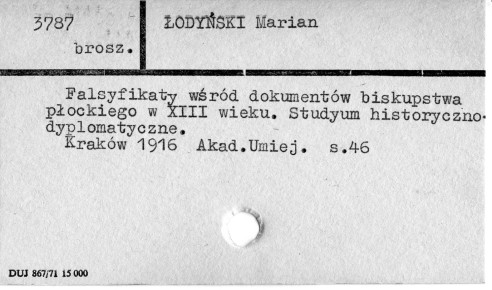 3787 ŁODYŃSKI Marian
brosz.
Falsyfikaty wśród dokumentów biskupstwa
płockiego w XIII wieku. Studyum historyczno-
dyplomatyczne.
Kraków 1916 Akad.Umiej. s.46
DUJ 867/71 15 000